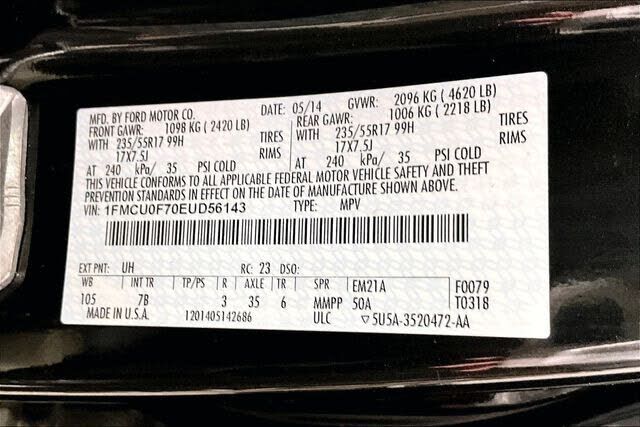 MFD. BY FORD MOTOR CO. DATE: 05/14 GVWR: 2096 KG ( 4620 LB)
FRONT GAWR: 1098 KG ( 2420 LB) REAR GAWR: 1006 KG ( 2218 LB)
WITH 235/55R17 99H TIRES WITH 235/55R17 99H TIRES
17X7.5J RIMS 17X7.5J RIMS
AT 240 kPa/ 35 PSI COLD AT 240 kPa/ 35 PSI COLD
THIS VEHICLE CONFORMS TO ALL APPLICABLE FEDERAL MOTOR VEHICLE SAFETY AND THEFT
PREVENTION STANDARDS IN EFFECT ON THE DATE OF MANUFACTURE SHOWN ABOVE.
VIN: 1FMCU0F70EUD56143 TYPE: MPV
EXT PNT: UH RC: 23 DSO:
WB INT TR TP/PS R AXLE TR SPR EM21A F0079
105 7B 3 35 6 MMPP 50A T0318
MADE IN U.S.A. 1201405142686 ULC ▽5U5A-3520472-AA